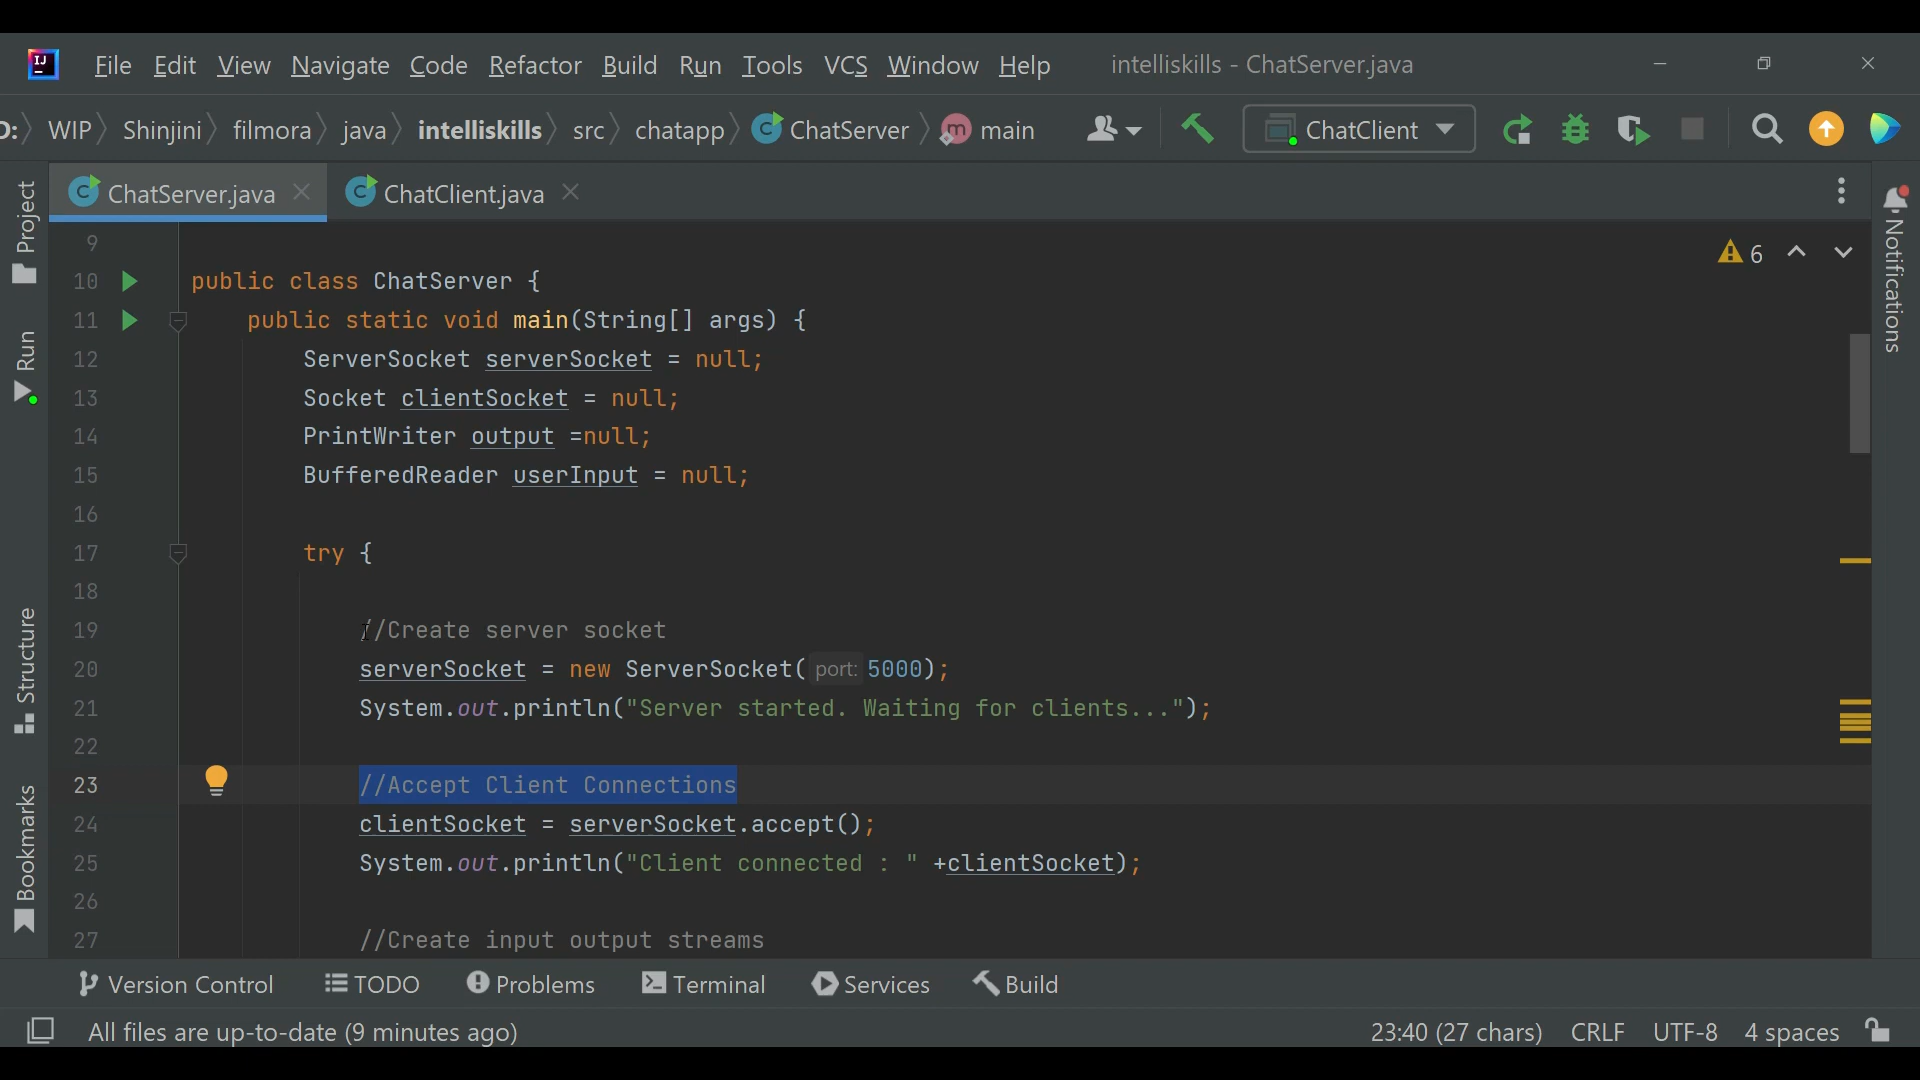 IJ File Edit View Navigate Code Refactor Build Run Tools VCS Window Help intelliskills - ChatServer.java
WIP Shinjini filmora java intelliskills src chatapp C ChatServer m main ChatClient
C ChatServer.java C ChatClient.java
Project
Run
Structure
Bookmarks
Notifications
6
9
10 public class ChatServer {
11 public static void main(String[] args) {
12 ServerSocket serverSocket = null;
13 Socket clientSocket = null;
14 PrintWriter output =null;
15 BufferedReader userInput = null;
16
17 try {
18
19 //Create server socket
20 serverSocket = new ServerSocket( port: 5000);
21 System.out.println("Server started. Waiting for clients...");
22
23 //Accept Client Connections
24 clientSocket = serverSocket.accept();
25 System.out.println("Client connected : " +clientSocket);
26
27 //Create input output streams
Version Control TODO Problems Terminal Services Build
All files are up-to-date (9 minutes ago) 23:40 (27 chars) CRLF UTF-8 4 spaces